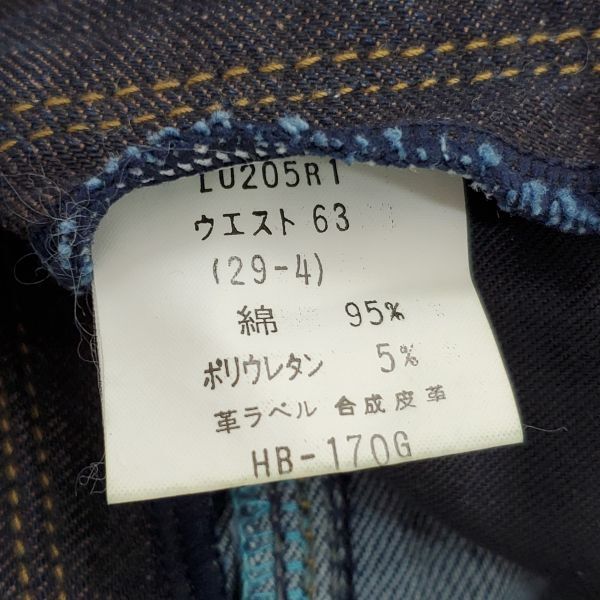 LU205R1
ウエスト 63
(29-4)
綿 95%
ポリウレタン 5%
革ラベル 合成皮革
HB-170G